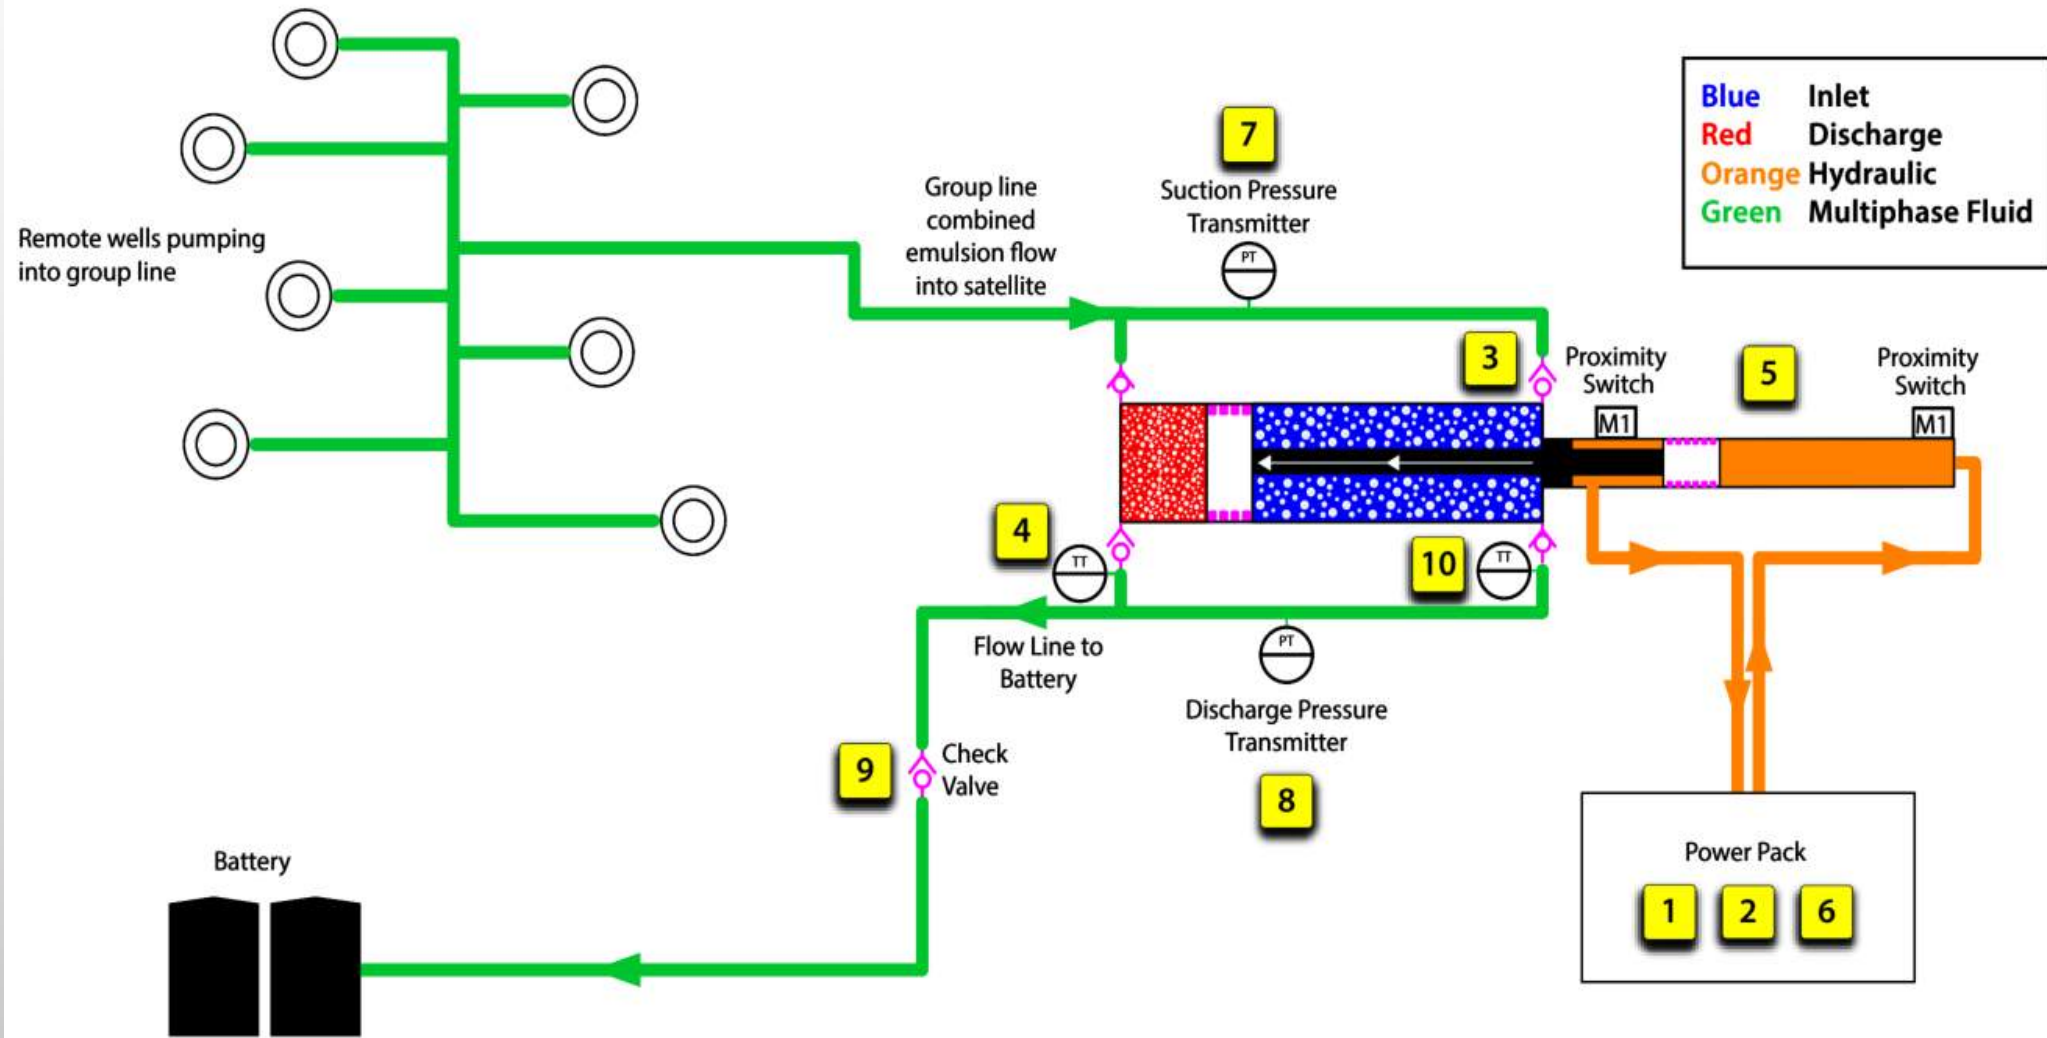 Remote wells pumping
into group line
Group line
combined
emulsion flow
into satellite
7
Suction Pressure
Transmitter
PT
Blue Inlet
Red Discharge
Orange Hydraulic
Green Multiphase Fluid
3
Proximity
Switch
M1
5
Proximity
Switch
M1
4
TT
10
TT
Flow Line to
Battery
PT
Discharge Pressure
Transmitter
8
9
Check
Valve
Battery
Power Pack
1 2 6